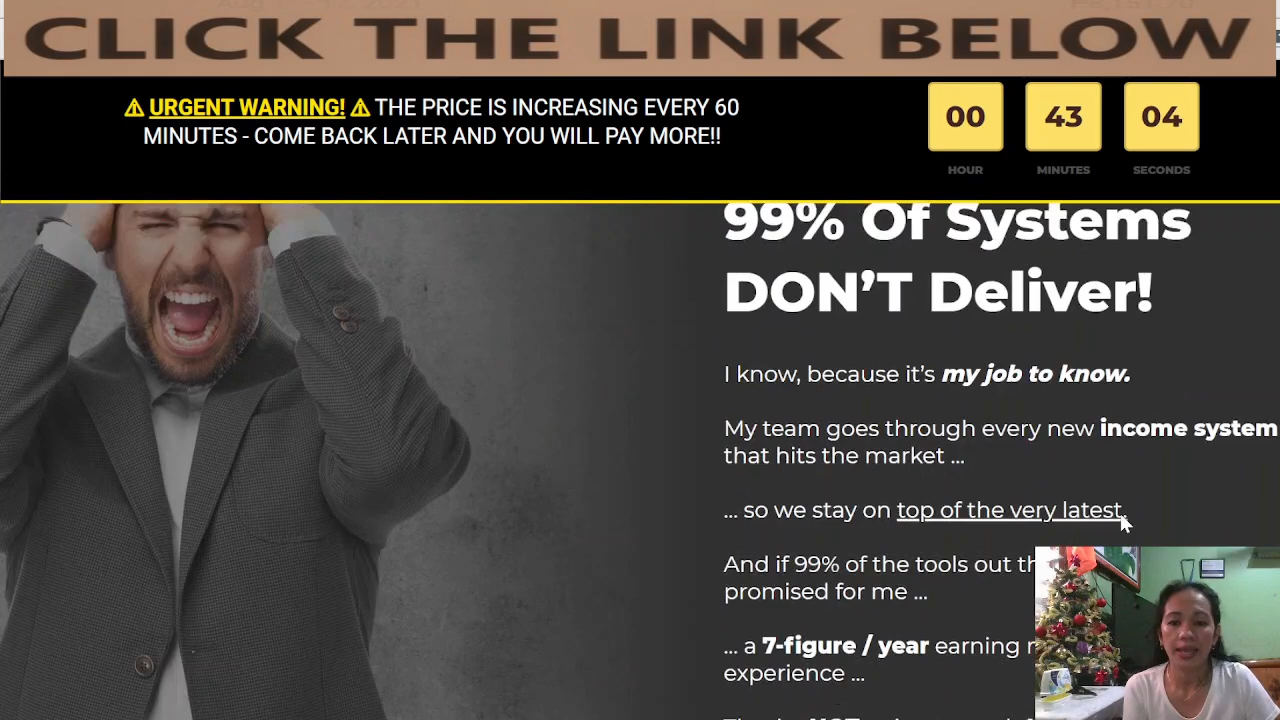 CLICK THE LINK BELOW
⚠ URGENT WARNING! ⚠ THE PRICE IS INCREASING EVERY 60
MINUTES - COME BACK LATER AND YOU WILL PAY MORE!!
00 43 04
HOUR MINUTES SECONDS
99% Of Systems
DON’T Deliver!
I know, because it’s my job to know.
My team goes through every new income system
that hits the market ...
... so we stay on top of the very latest.
And if 99% of the tools out
promised for me ...
... a 7-figure / year earning
experience ...